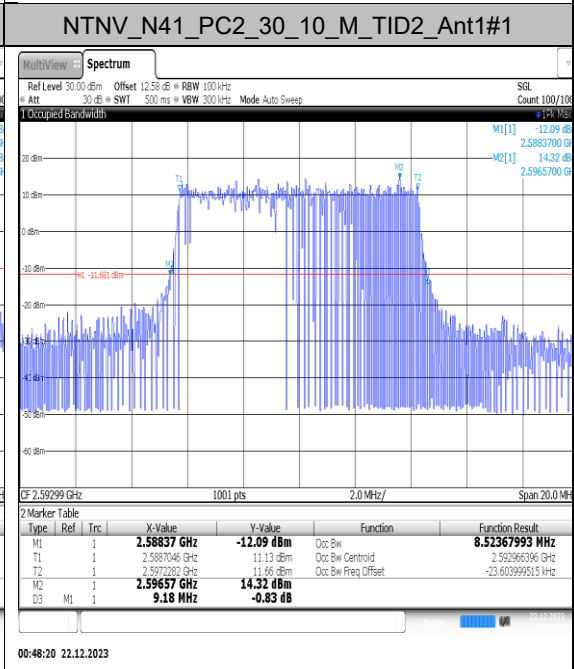 NTNV_N41_PC2_30_10_M_TID2_Ant1#1
MultiView Spectrum
Ref Level 30.00 dBm Offset 12.58 dB RBW 100 kHz SGL
Att 30 dB SWT 500 ms VBW 300 kHz Mode Auto Sweep Count 100/100
1 Occupied Bandwidth 1Pk Max
M1[1] -12.09 dB
2.5883700 GH
M2[1] 14.32 dB
2.5965700 GH
20 dBm
M2
T1
T2
10 dBm
0 dBm
-10 dBm
H1 -11.681 dBm
-20 dBm
-50 dBm
-60 dBm
CF 2.59299 GHz 1001 pts 2.0 MHz/ Span 20.0 MH
2 Marker Table
Type Ref Trc X-Value Y-Value Function Function Result
M1 1 2.58837 GHz -12.09 dBm Occ Bw 8.52367993 MHz
T1 1 2.5887046 GHz 11.13 dBm Occ Bw Centroid 2.592966396 GHz
T2 1 2.5972282 GHz 11.66 dBm Occ Bw Freq Offset -23.603999515 kHz
M2 1 2.59657 GHz 14.32 dBm
D3 M1 1 9.18 MHz -0.83 dB
00:48:20 22.12.2023